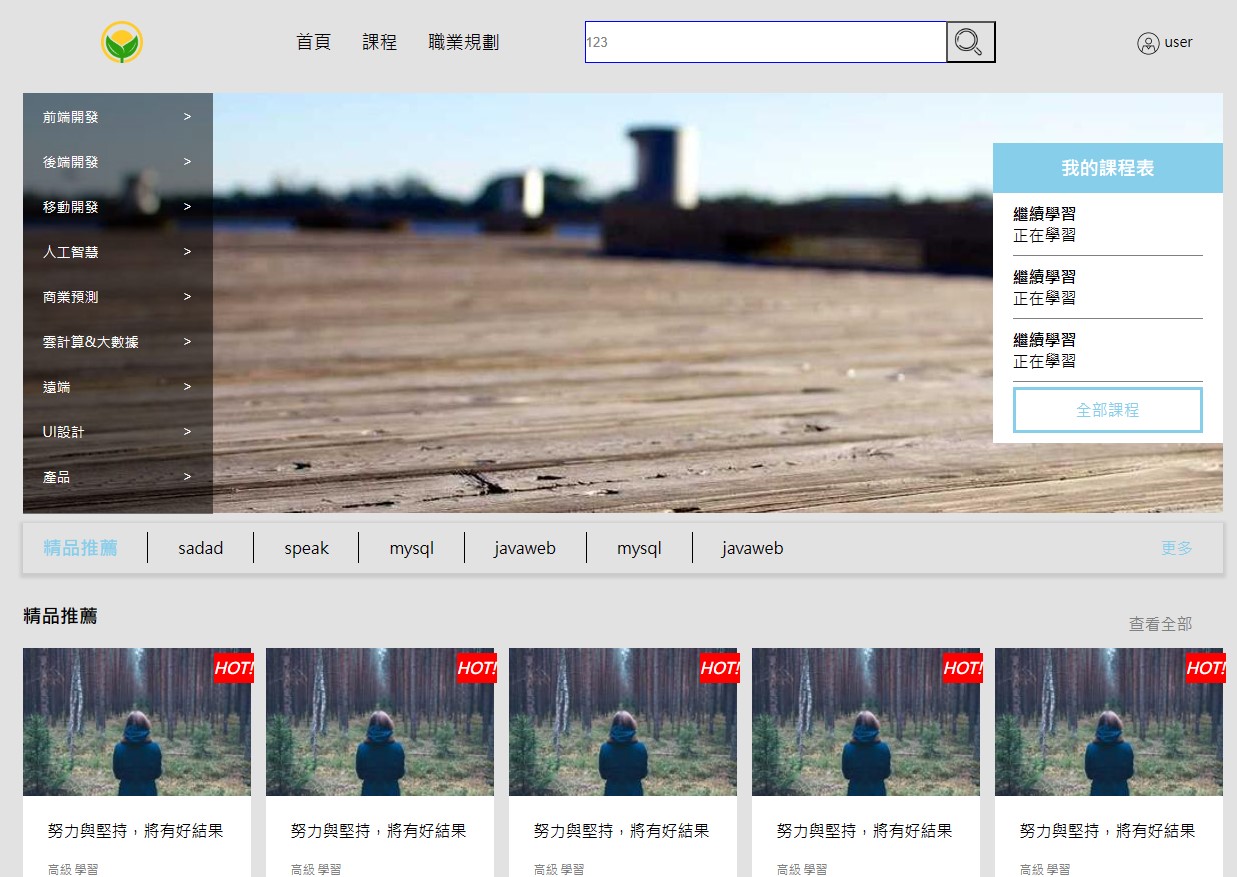 首頁 課程 職業規劃
123
user
前端開發 >
後端開發 >
移動開發 >
人工智慧 >
商業預測 >
雲計算&大數據 >
遠端 >
UI設計 >
產品 >
我的課程表
繼續學習
正在學習
繼續學習
正在學習
繼續學習
正在學習
全部課程
精品推薦 sadad speak mysql javaweb mysql javaweb 更多
精品推薦 查看全部
HOT! HOT! HOT! HOT! HOT!
努力與堅持，將有好結果 努力與堅持，將有好結果 努力與堅持，將有好結果 努力與堅持，將有好結果 努力與堅持，將有好結果
高級 學習 高級 學習 高級 學習 高級 學習 高級 學習